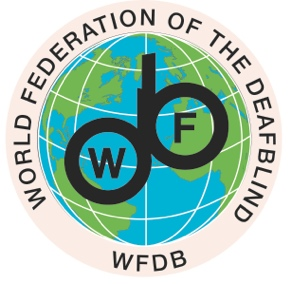 WORLD FEDERATION OF THE DEAFBLIND
W
F
WFDB